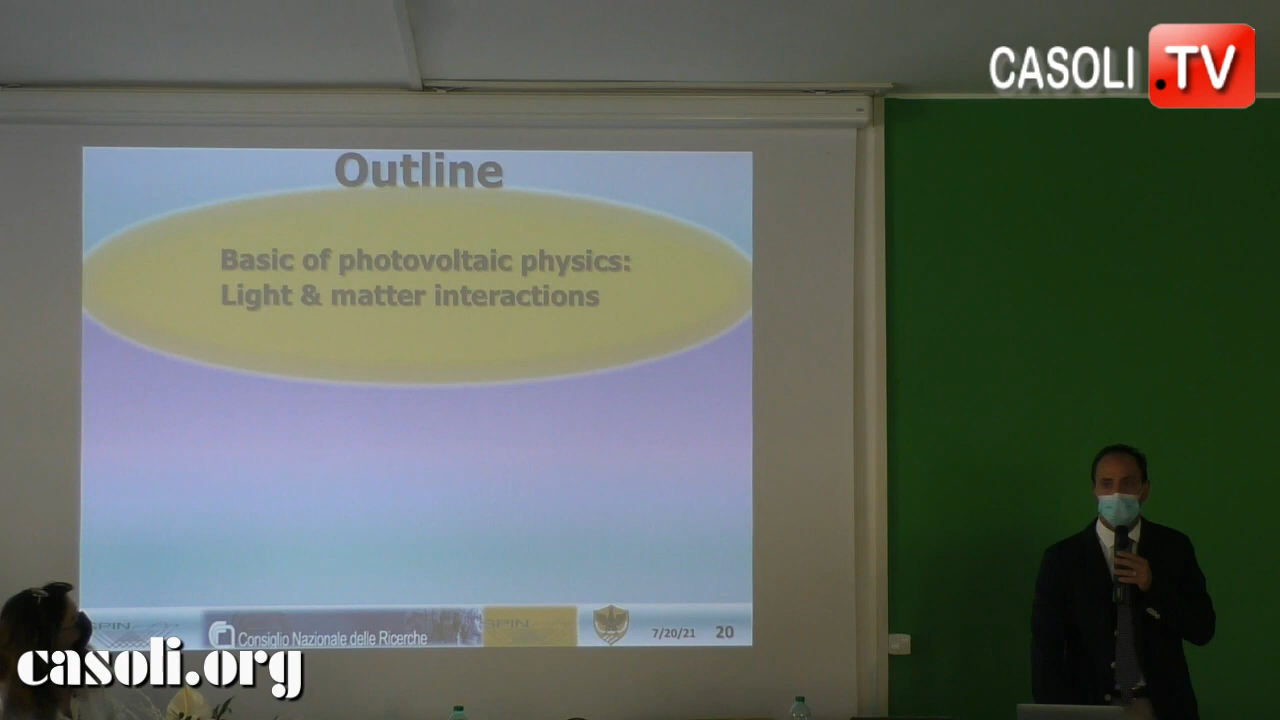 CASOLI .TV
Outline
Basic of photovoltaic physics:
Light & matter interactions
SPIN
Consiglio Nazionale delle Ricerche
SPIN
7/20/21
20
casoli.org